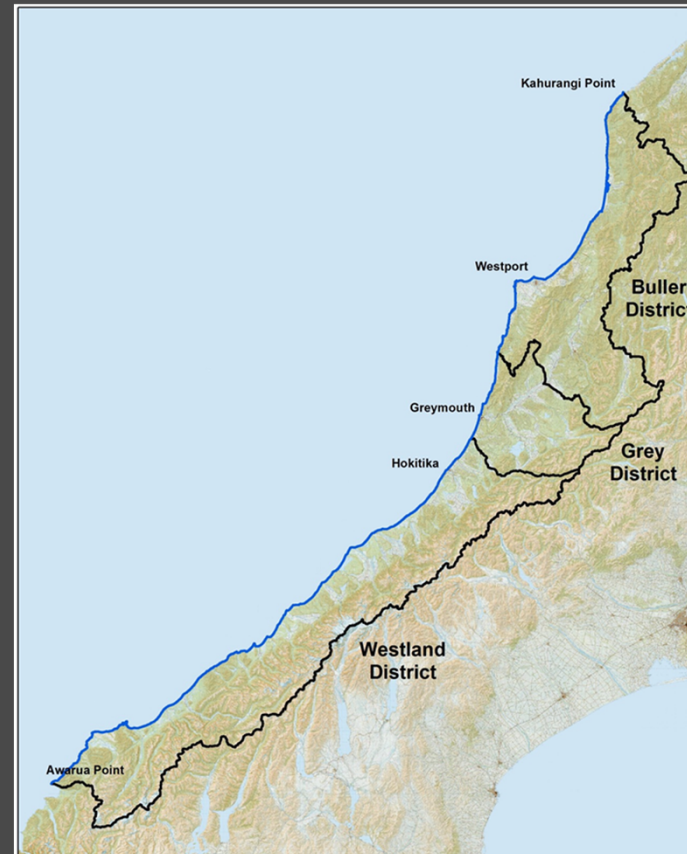 Kahurangi Point
Westport
Buller
District
Greymouth
Hokitika
Grey
District
Westland
District
Awarua Point